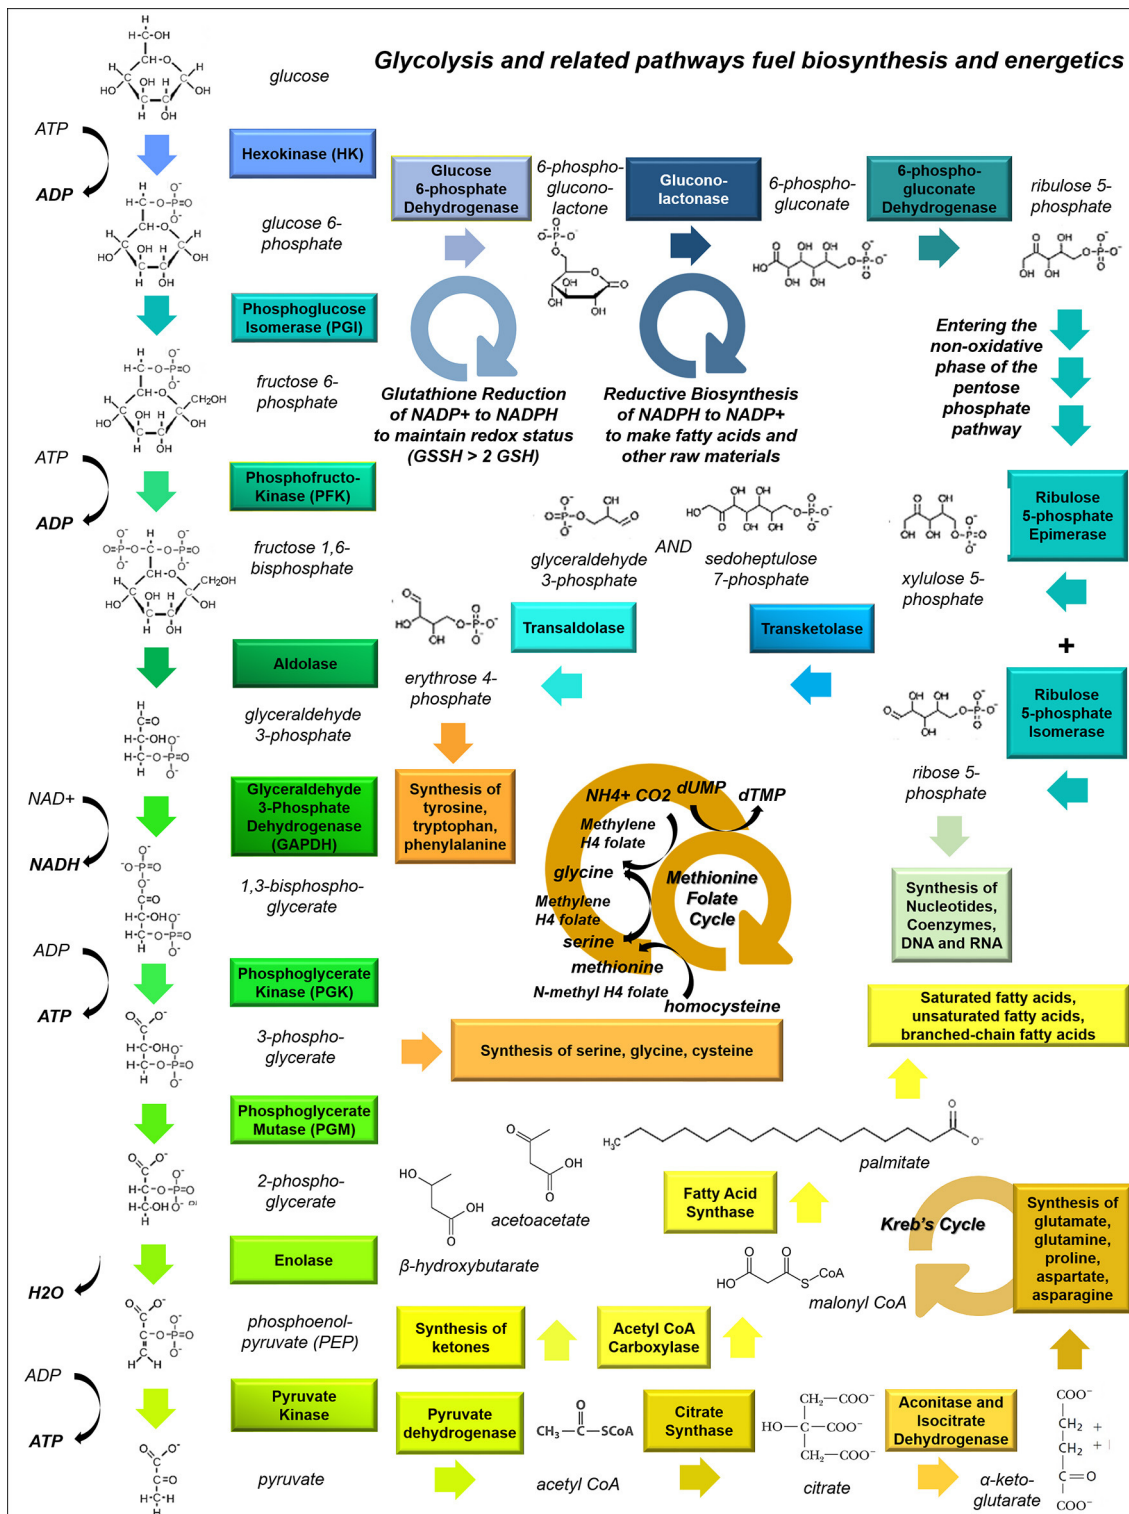 Glycolysis and related pathways fuel biosynthesis and energetics
glucose
ATP
ADP
Hexokinase (HK)
glucose 6-
phosphate
Phosphoglucose
Isomerase (PGI)
fructose 6-
phosphate
ATP
ADP
Phosphofructo-
Kinase (PFK)
fructose 1,6-
bisphosphate
Aldolase
glyceraldehyde
3-phosphate
NAD+
NADH
Glyceraldehyde
3-Phosphate
Dehydrogenase
(GAPDH)
1,3-bisphospho-
glycerate
ADP
ATP
Phosphoglycerate
Kinase (PGK)
3-phospho-
glycerate
Phosphoglycerate
Mutase (PGM)
2-phospho-
glycerate
Enolase
H2O
phosphoenol-
pyruvate (PEP)
ADP
ATP
Pyruvate
Kinase
pyruvate
Glucose
6-phosphate
Dehydrogenase
6-phospho-
glucono-
lactone
Glucono-
lactonase
6-phospho-
gluconate
6-phospho-
gluconate
Dehydrogenase
ribulose 5-
phosphate
Glutathione Reduction
of NADP+ to NADPH
to maintain redox status
(GSSH > 2 GSH)
Reductive Biosynthesis
of NADPH to NADP+
to make fatty acids and
other raw materials
Entering the
non-oxidative
phase of the
pentose
phosphate
pathway
Ribulose
5-phosphate
Epimerase
xylulose 5-
phosphate
+
Ribulose
5-phosphate
Isomerase
ribose 5-
phosphate
glyceraldehyde
3-phosphate
AND
sedoheptulose
7-phosphate
Transaldolase
Transketolase
erythrose 4-
phosphate
Synthesis of
tyrosine,
tryptophan,
phenylalanine
NH4+ CO2
dUMP
dTMP
Methylene
H4 folate
glycine
Methylene
H4 folate
serine
methionine
N-methyl H4 folate
homocysteine
Methionine
Folate
Cycle
Synthesis of
Nucleotides,
Coenzymes,
DNA and RNA
Synthesis of serine, glycine, cysteine
Saturated fatty acids,
unsaturated fatty acids,
branched-chain fatty acids
palmitate
acetoacetate
β-hydroxybutarate
Fatty Acid
Synthase
malonyl CoA
Kreb's Cycle
Synthesis of
glutamate,
glutamine,
proline,
aspartate,
asparagine
Synthesis of
ketones
Acetyl CoA
Carboxylase
Pyruvate
dehydrogenase
acetyl CoA
Citrate
Synthase
citrate
Aconitase and
Isocitrate
Dehydrogenase
α-keto-
glutarate